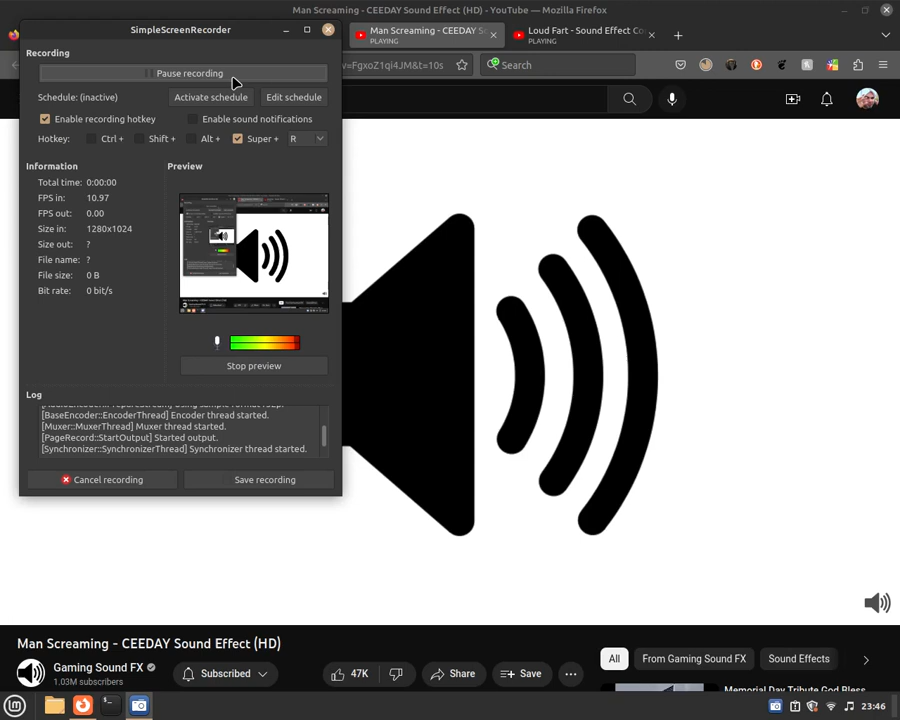 Man Screaming - CEEDAY Sound Effect (HD) - YouTube — Mozilla Firefox
SimpleScreenRecorder
Man Screaming - CEEDAY S
PLAYING
Loud Fart - Sound Effect Co
PLAYING
Recording
Pause recording
v=FgxoZ1qi4JM&t=10s
Search
Schedule: (inactive)
Activate schedule
Edit schedule
Enable recording hotkey
Enable sound notifications
Hotkey:
Ctrl +
Shift +
Alt +
Super +
R
Information
Preview
Total time: 0:00:00
FPS in: 10.97
FPS out: 0.00
Size in: 1280x1024
Size out: ?
File name: ?
File size: 0 B
Bit rate: 0 bit/s
Stop preview
Log
[BaseEncoder::EncoderThread] Encoder thread started.
[Muxer::MuxerThread] Muxer thread started.
[PageRecord::StartOutput] Started output.
[Synchronizer::SynchronizerThread] Synchronizer thread started.
Cancel recording
Save recording
Man Screaming - CEEDAY Sound Effect (HD)
Gaming Sound FX
1.03M subscribers
Subscribed
47K
Share
Save
All
From Gaming Sound FX
Sound Effects
Memorial Day Tribute God Bless
23:46